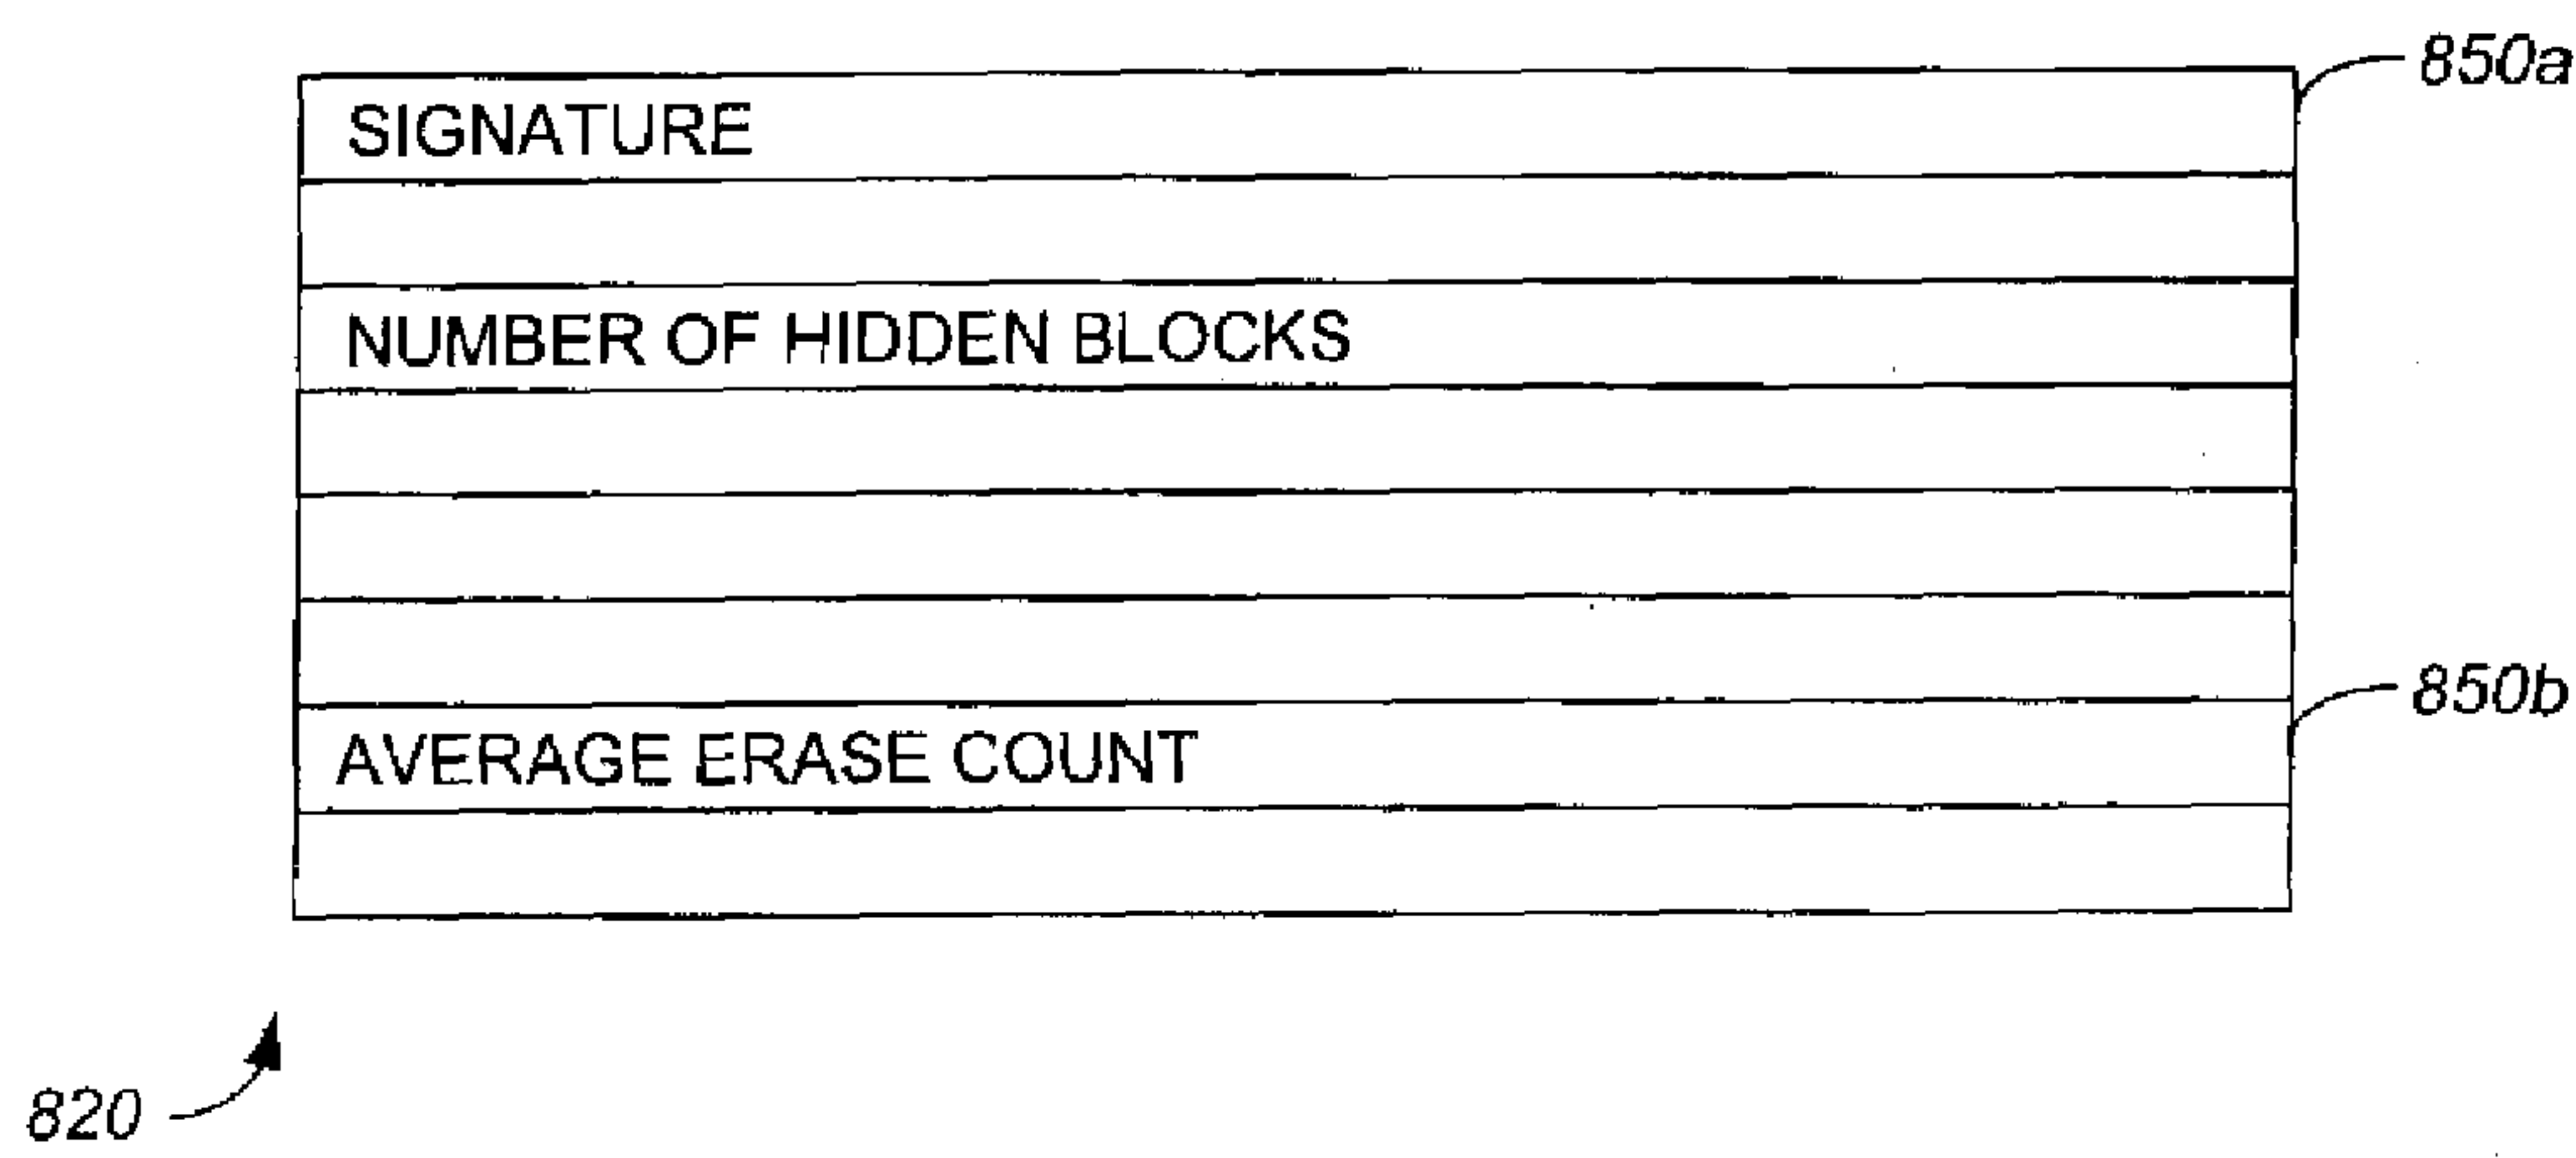 850a
SIGNATURE
NUMBER OF HIDDEN BLOCKS
850b
AVERAGE ERASE COUNT
820